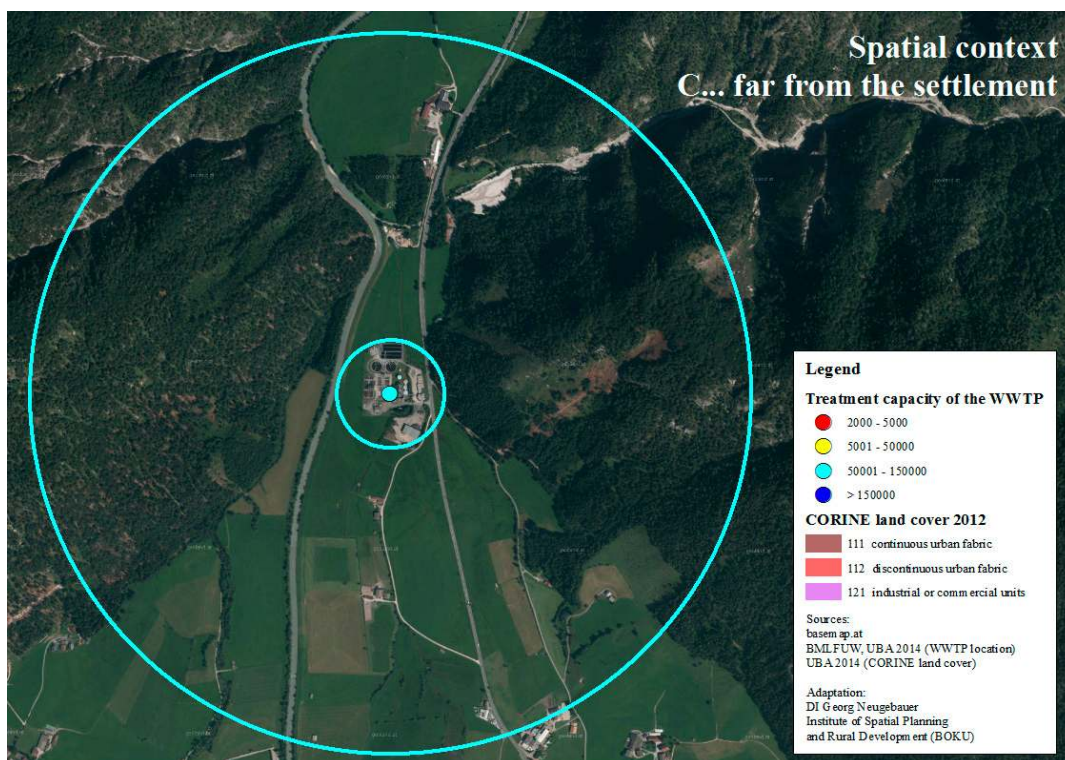 Spatial context
C... far from the settlement
Legend
Treatment capacity of the WWTP
2000 - 5000
5001 - 50000
50001 - 150000
> 150000
CORINE land cover 2012
111 continuous urban fabric
112 discontinuous urban fabric
121 industrial or commercial units
Sources:
basemap.at
BMLFUW, UBA 2014 (WWTP location)
UBA 2014 (CORINE land cover)
Adaptation:
DI Georg Neugebauer
Institute of Spatial Planning
and Rural Development (BOKU)